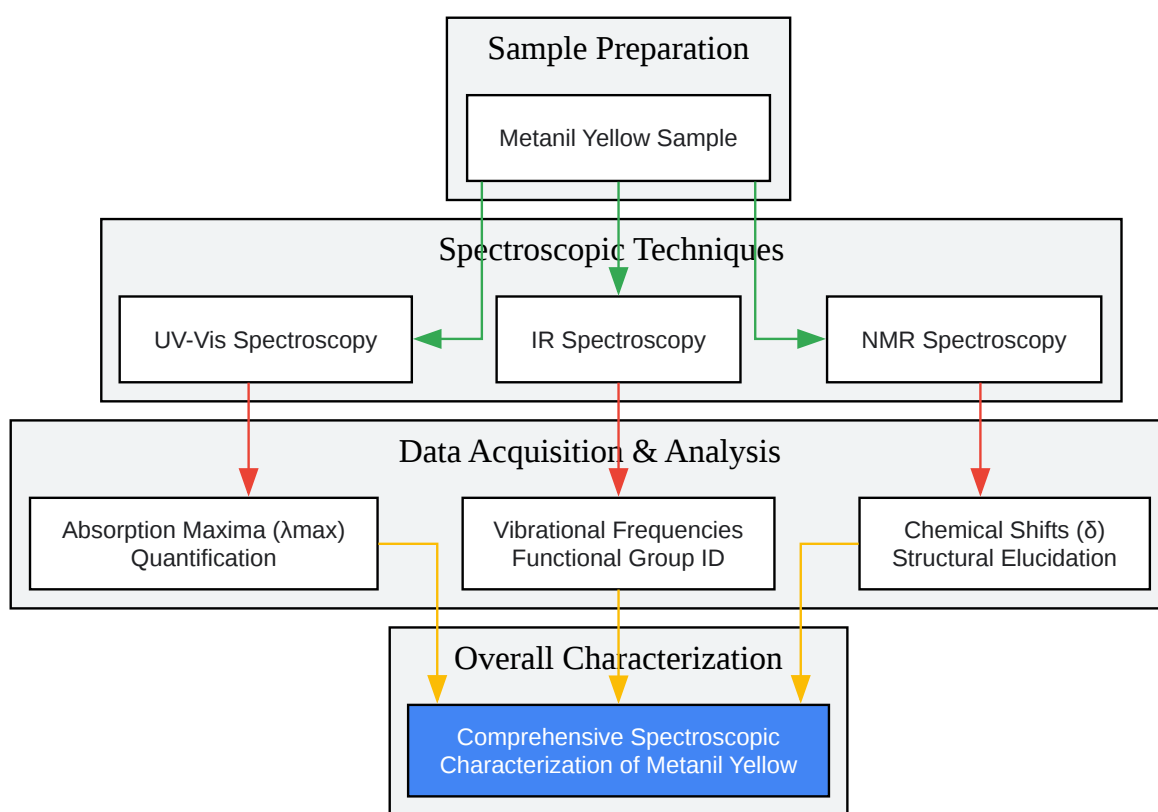 Sample Preparation
Metanil Yellow Sample
Spectroscopic Techniques
UV-Vis Spectroscopy
IR Spectroscopy
NMR Spectroscopy
Data Acquisition & Analysis
Absorption Maxima (λmax)
Quantification
Vibrational Frequencies
Functional Group ID
Chemical Shifts (δ)
Structural Elucidation
Overall Characterization
Comprehensive Spectroscopic
Characterization of Metanil Yellow